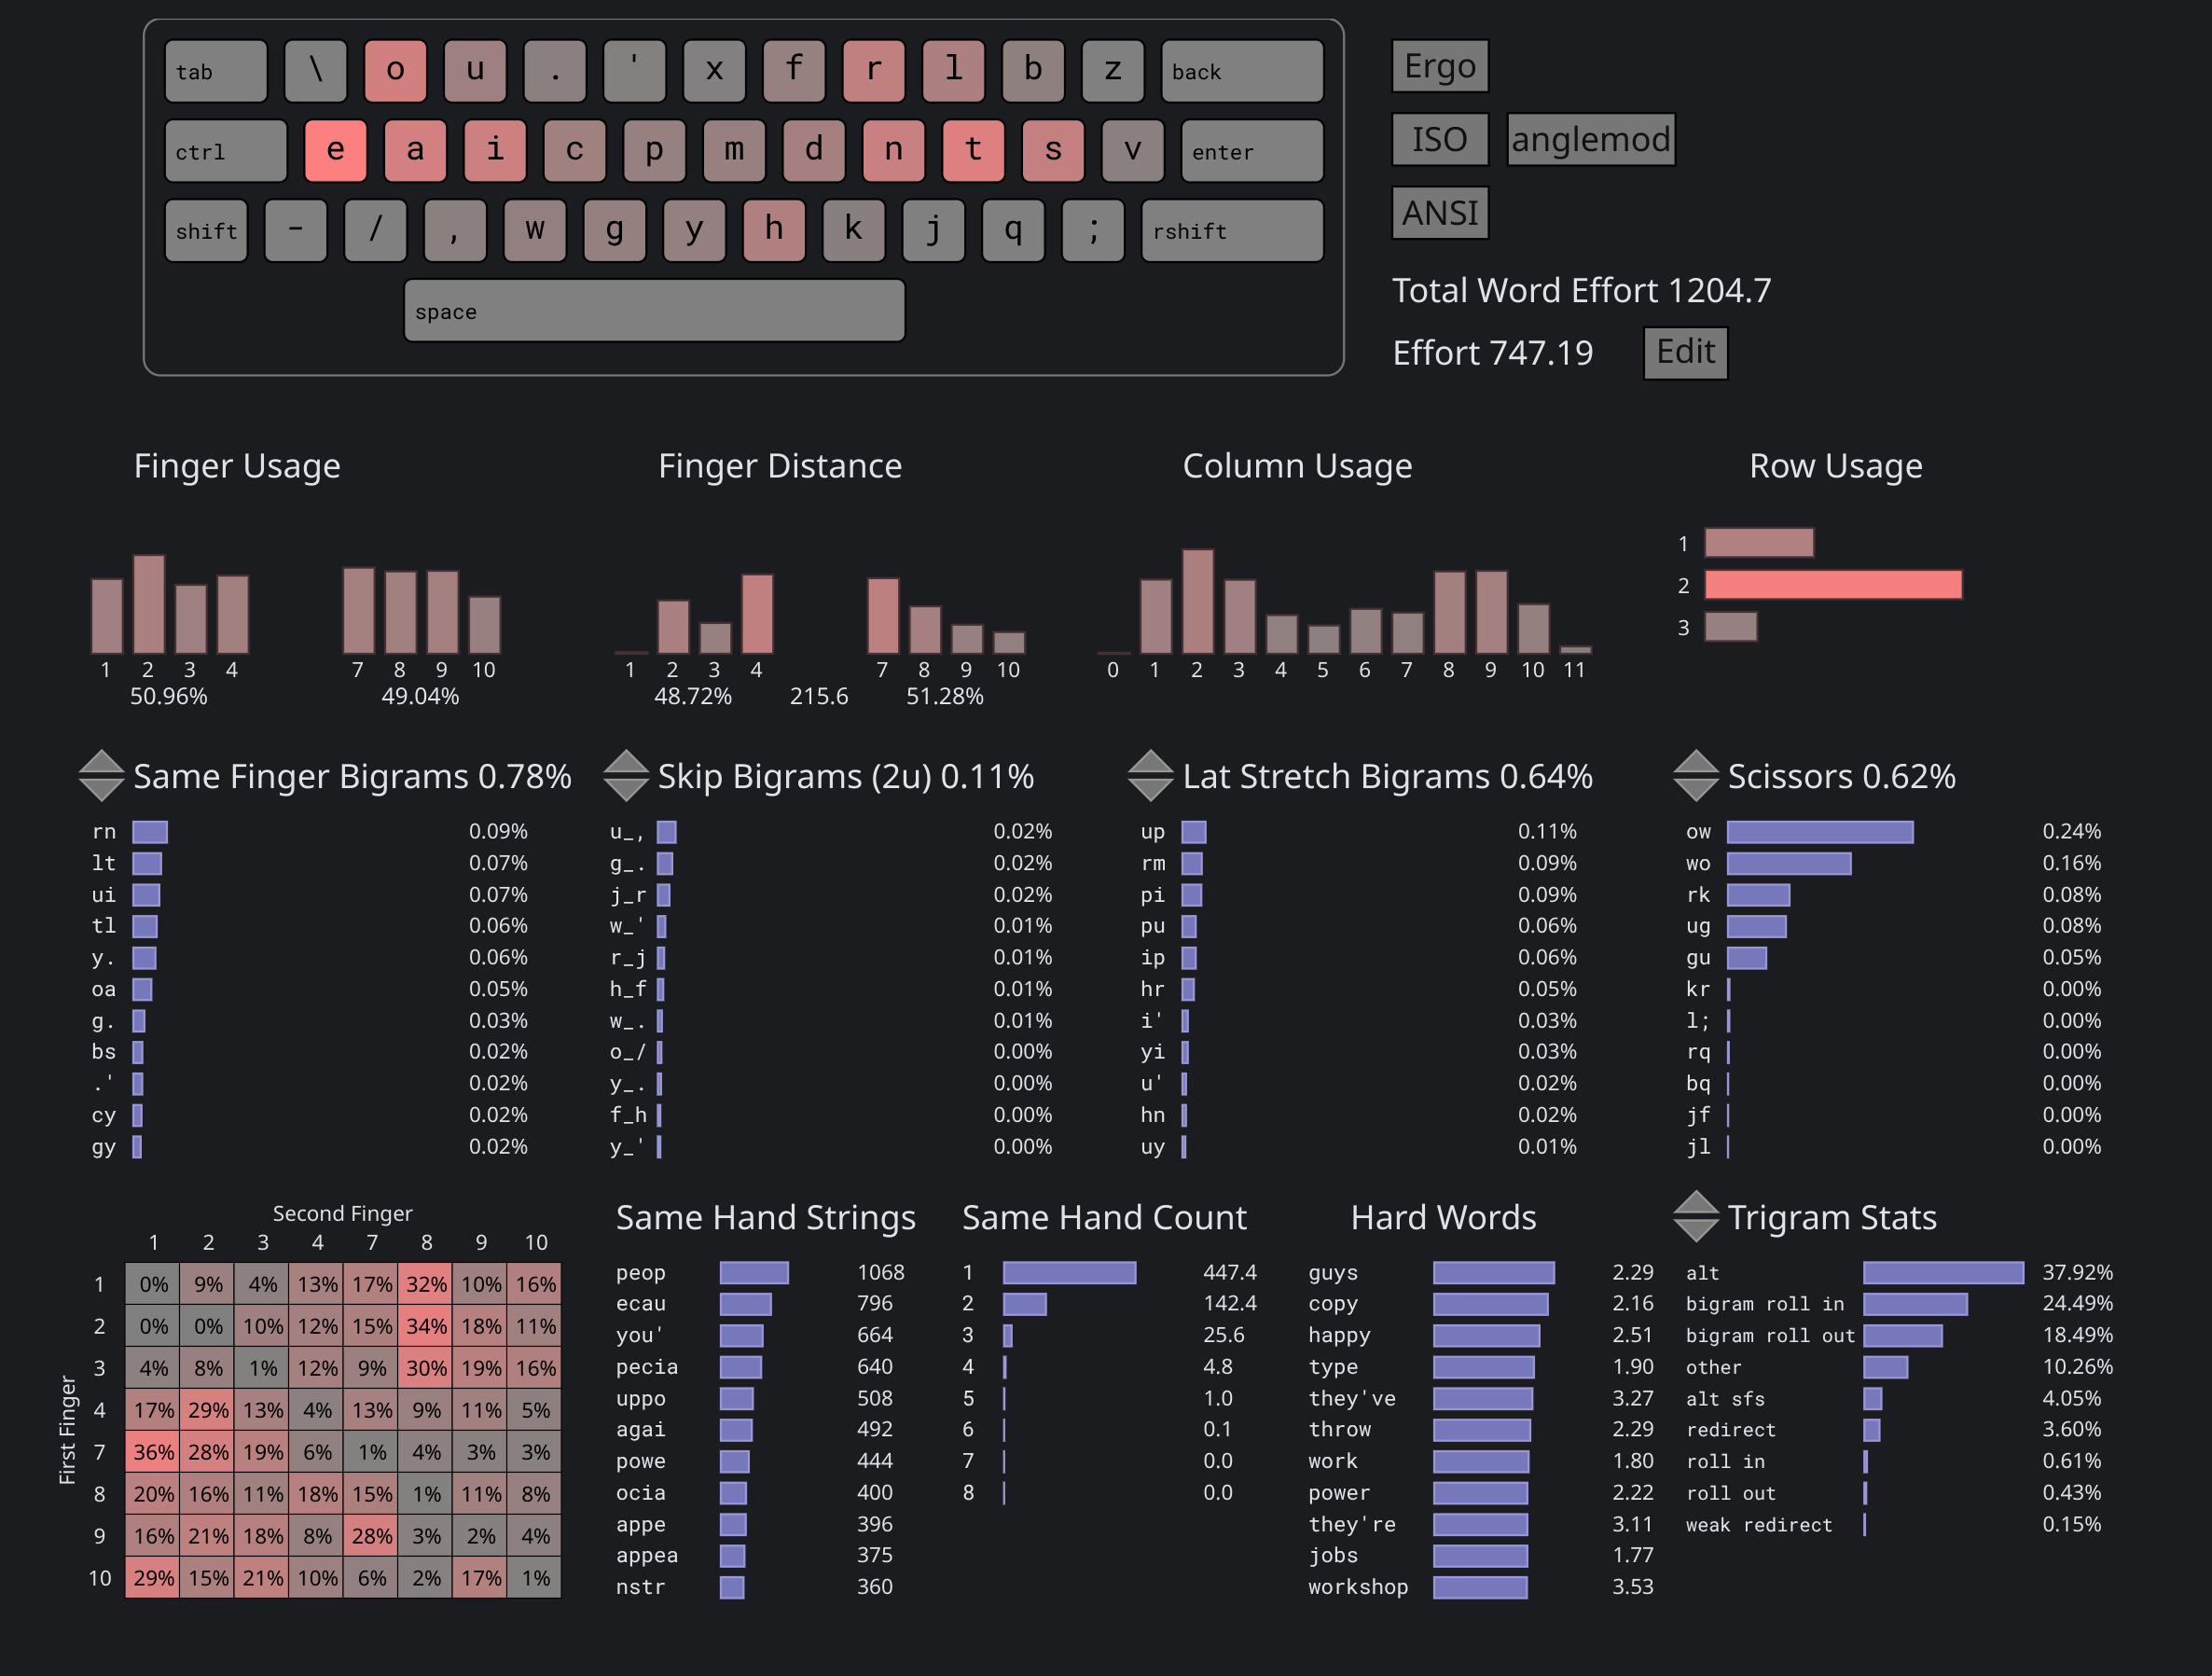 tab \ o u . ' x f r l b z back
Ergo
ctrl e a i c p m d n t s v enter
ISO anglemod
shift - / , w g y h k j q ; rshift
ANSI
space
Total Word Effort 1204.7
Effort 747.19 Edit
Finger Usage
1 2 3 4 7 8 9 10
50.96% 49.04%
Finger Distance
1 2 3 4 7 8 9 10
48.72% 215.6 51.28%
Column Usage
0 1 2 3 4 5 6 7 8 9 10 11
Row Usage
1
2
3
Same Finger Bigrams 0.78%
rn 0.09%
lt 0.07%
ui 0.07%
tl 0.06%
y. 0.06%
oa 0.05%
g. 0.03%
bs 0.02%
.' 0.02%
cy 0.02%
gy 0.02%
Skip Bigrams (2u) 0.11%
u_, 0.02%
g_. 0.02%
j_r 0.02%
w_' 0.01%
r_j 0.01%
h_f 0.01%
w_. 0.01%
o_/ 0.00%
y_. 0.00%
f_h 0.00%
y_' 0.00%
Lat Stretch Bigrams 0.64%
up 0.11%
rm 0.09%
pi 0.09%
pu 0.06%
ip 0.06%
hr 0.05%
i' 0.03%
yi 0.03%
u' 0.02%
hn 0.02%
uy 0.01%
Scissors 0.62%
ow 0.24%
wo 0.16%
rk 0.08%
ug 0.08%
gu 0.05%
kr 0.00%
l; 0.00%
rq 0.00%
bq 0.00%
jf 0.00%
jl 0.00%
Second Finger
1 2 3 4 7 8 9 10
First Finger
1 0% 9% 4% 13% 17% 32% 10% 16%
2 0% 0% 10% 12% 15% 34% 18% 11%
3 4% 8% 1% 12% 9% 30% 19% 16%
4 17% 29% 13% 4% 13% 9% 11% 5%
7 36% 28% 19% 6% 1% 4% 3% 3%
8 20% 16% 11% 18% 15% 1% 11% 8%
9 16% 21% 18% 8% 28% 3% 2% 4%
10 29% 15% 21% 10% 6% 2% 17% 1%
Same Hand Strings
peop 1068
ecau 796
you' 664
pecia 640
uppo 508
agai 492
powe 444
ocia 400
appe 396
appea 375
nstr 360
Same Hand Count
1 447.4
2 142.4
3 25.6
4 4.8
5 1.0
6 0.1
7 0.0
8 0.0
Hard Words
guys 2.29
copy 2.16
happy 2.51
type 1.90
they've 3.27
throw 2.29
work 1.80
power 2.22
they're 3.11
jobs 1.77
workshop 3.53
Trigram Stats
alt 37.92%
bigram roll in 24.49%
bigram roll out 18.49%
other 10.26%
alt sfs 4.05%
redirect 3.60%
roll in 0.61%
roll out 0.43%
weak redirect 0.15%